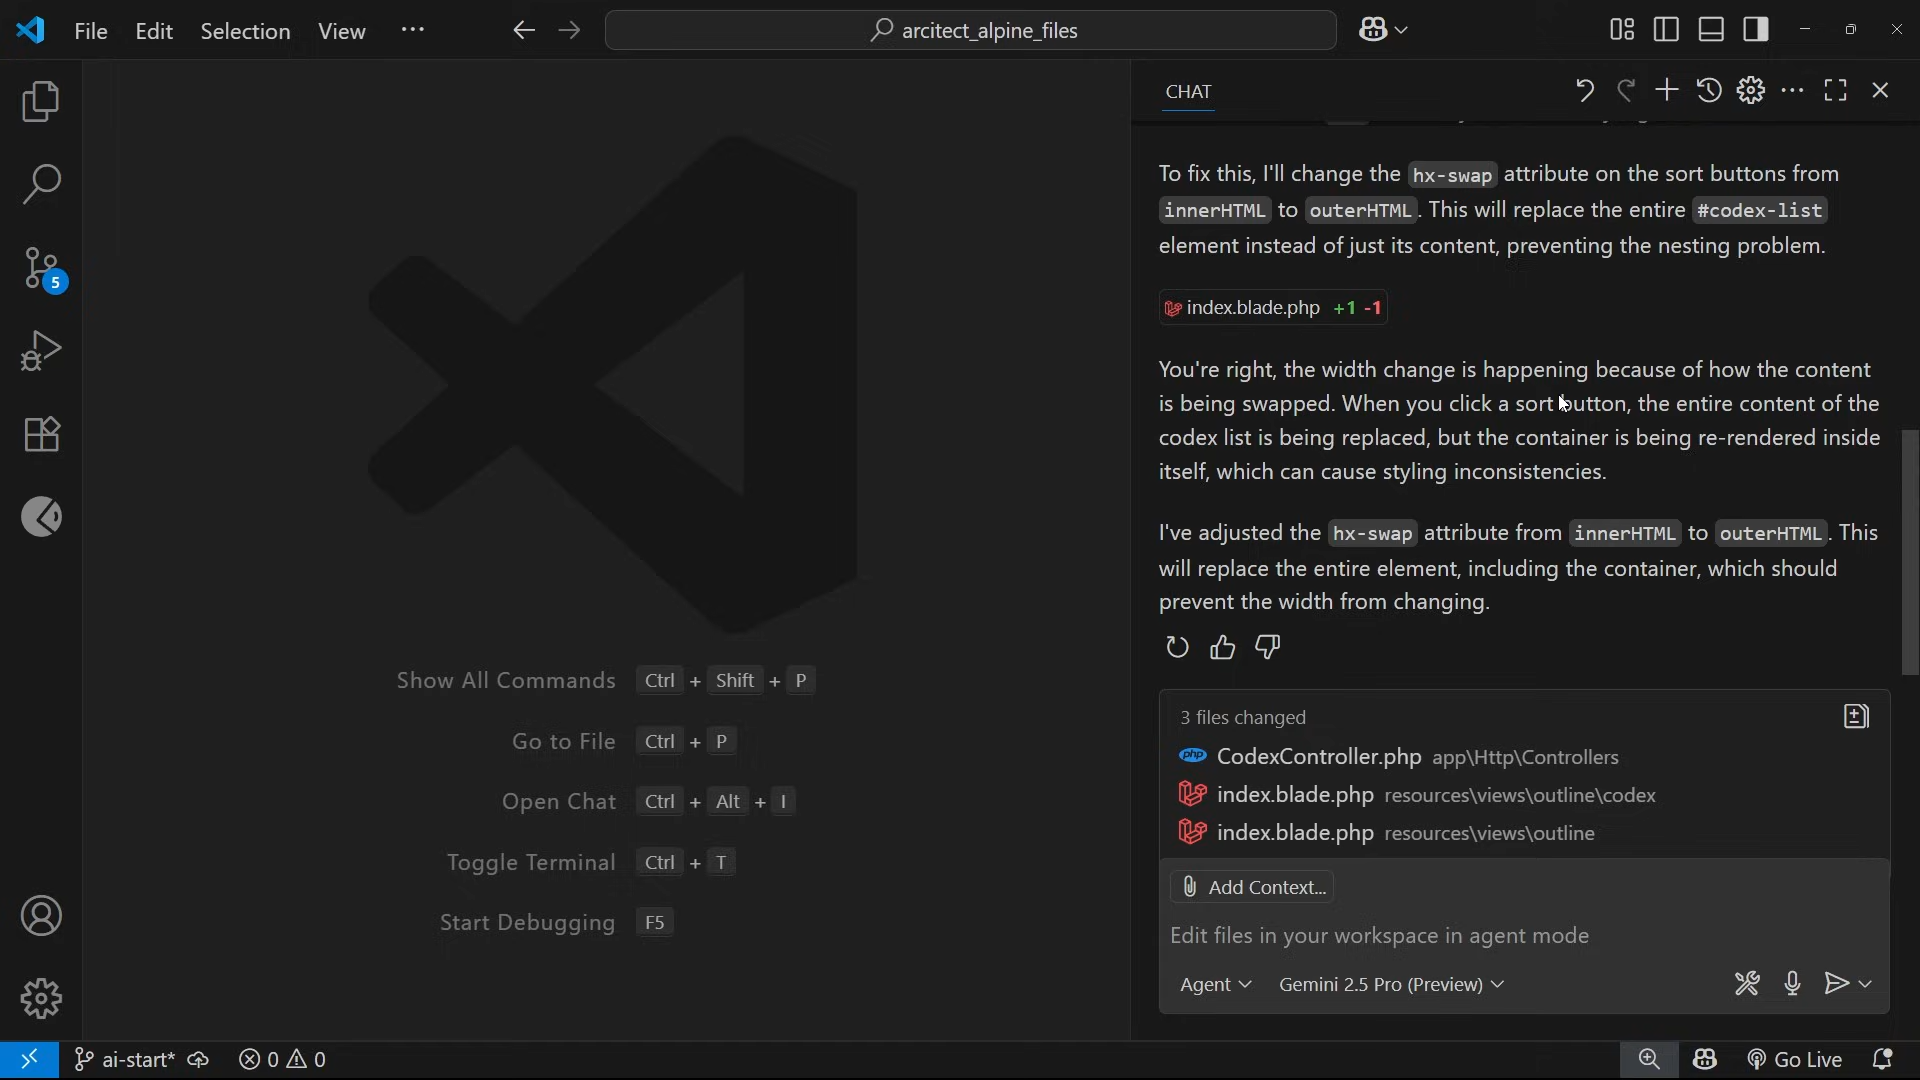 File Edit Selection View ···
arcitect_alpine_files
CHAT
To fix this, I'll change the hx-swap attribute on the sort buttons from
innerHTML to outerHTML. This will replace the entire #codex-list
element instead of just its content, preventing the nesting problem.
index.blade.php +1 -1
You're right, the width change is happening because of how the content
is being swapped. When you click a sort button, the entire content of the
codex list is being replaced, but the container is being re-rendered inside
itself, which can cause styling inconsistencies.
I've adjusted the hx-swap attribute from innerHTML to outerHTML. This
will replace the entire element, including the container, which should
prevent the width from changing.
3 files changed
php CodexController.php app\Http\Controllers
index.blade.php resources\views\outline\codex
index.blade.php resources\views\outline
Add Context...
Edit files in your workspace in agent mode
Agent Gemini 2.5 Pro (Preview)
5
Show All Commands Ctrl + Shift + P
Go to File Ctrl + P
Open Chat Ctrl + Alt + I
Toggle Terminal Ctrl + T
Start Debugging F5
ai-start* 0 0 Go Live